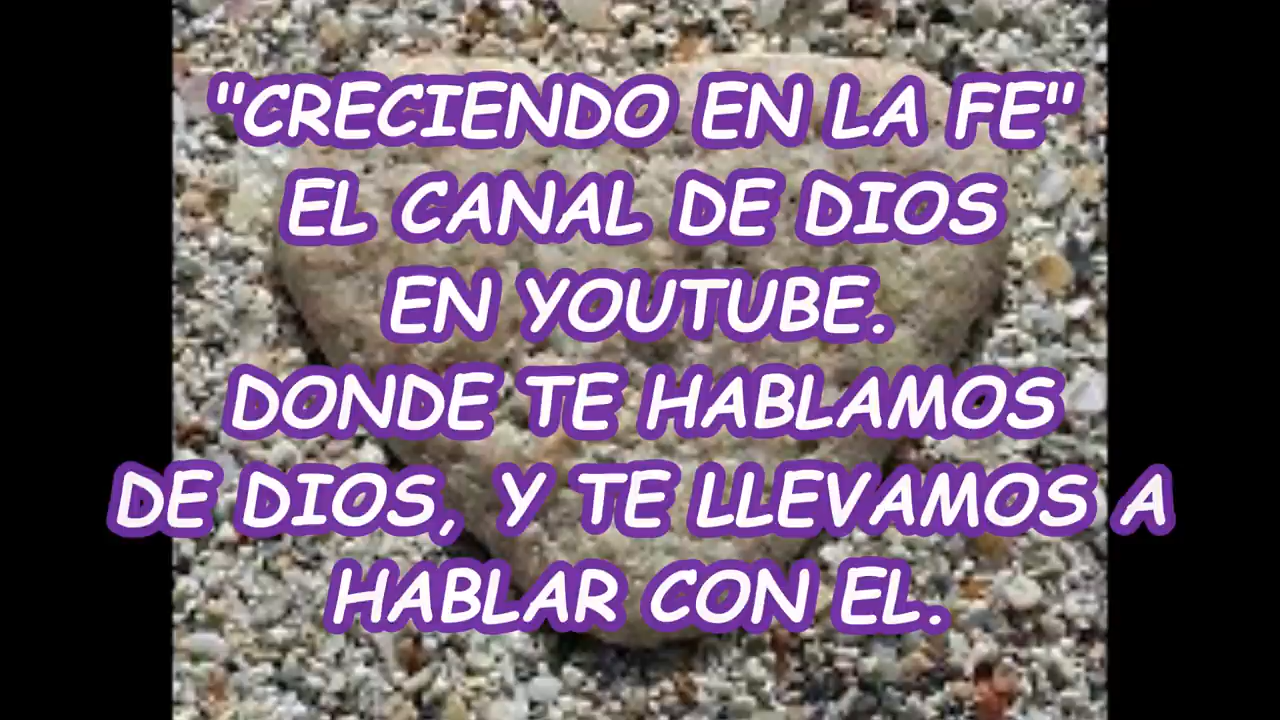 "CRECIENDO EN LA FE"
EL CANAL DE DIOS
EN YOUTUBE.
DONDE TE HABLAMOS
DE DIOS, Y TE LLEVAMOS A
HABLAR CON EL.